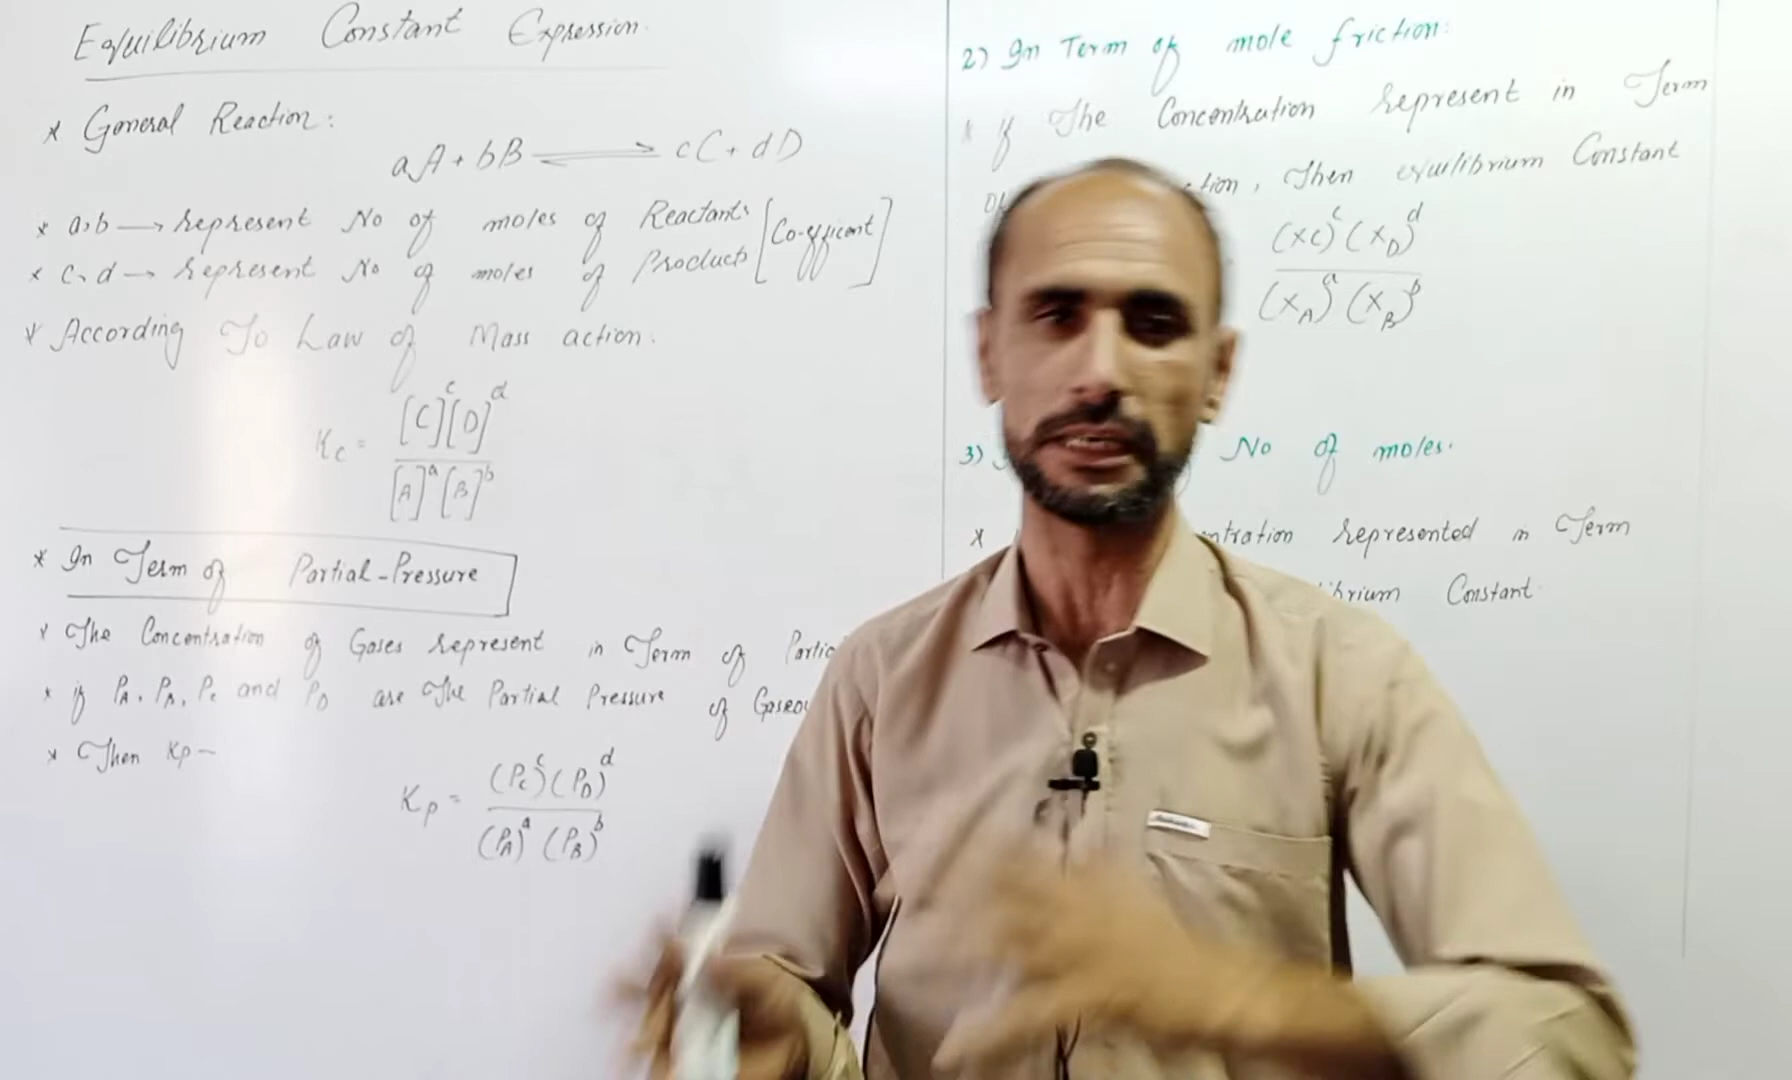 Equilibrium Constant Expression.
* General Reaction:
aA + bB ⇌ cC + dD
* a,b → represent No of moles of Reactants [Co-efficent]
* c,d → represent No of moles of Products
* According To Law of Mass action.
Kc = [C]^c [D]^d / [A]^a [B]^b
* In Term of Partial-Pressure
* The Concentration of Gases represent in Term of
* if PA, PB, PC and PD are The Partial Pressure of
* Then Kp –
Kp = (PC)^c (PD)^d / (PA)^a (PB)^b
2) In Term of mole friction:
* if The Concentration represent in Term
Then equilibrium Constant
(XC)^c (XD)^d / (XA)^a (XB)^b
3) No of moles.
* represented in Term
Constant